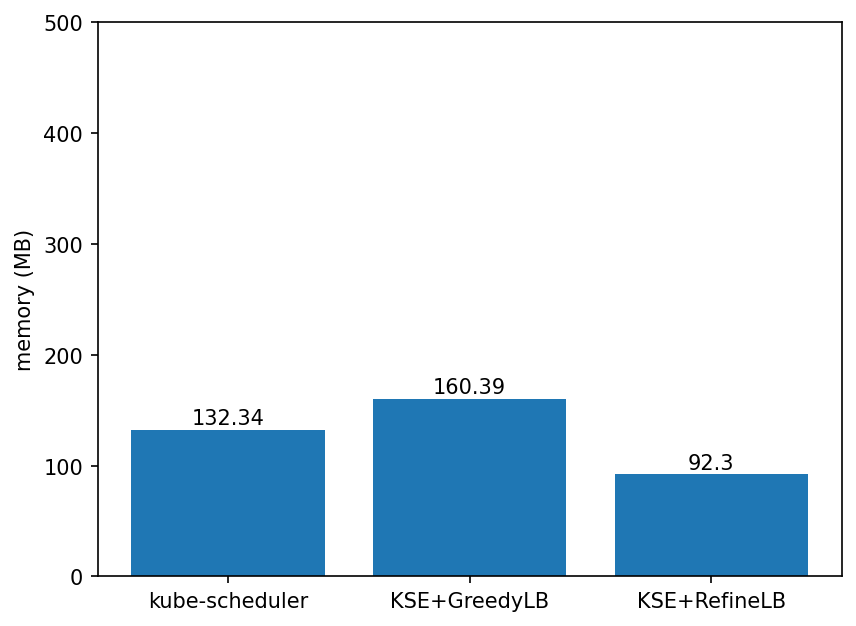 500
400
300
200
100
0
memory (MB)
132.34
160.39
92.3
kube-scheduler
KSE+GreedyLB
KSE+RefineLB